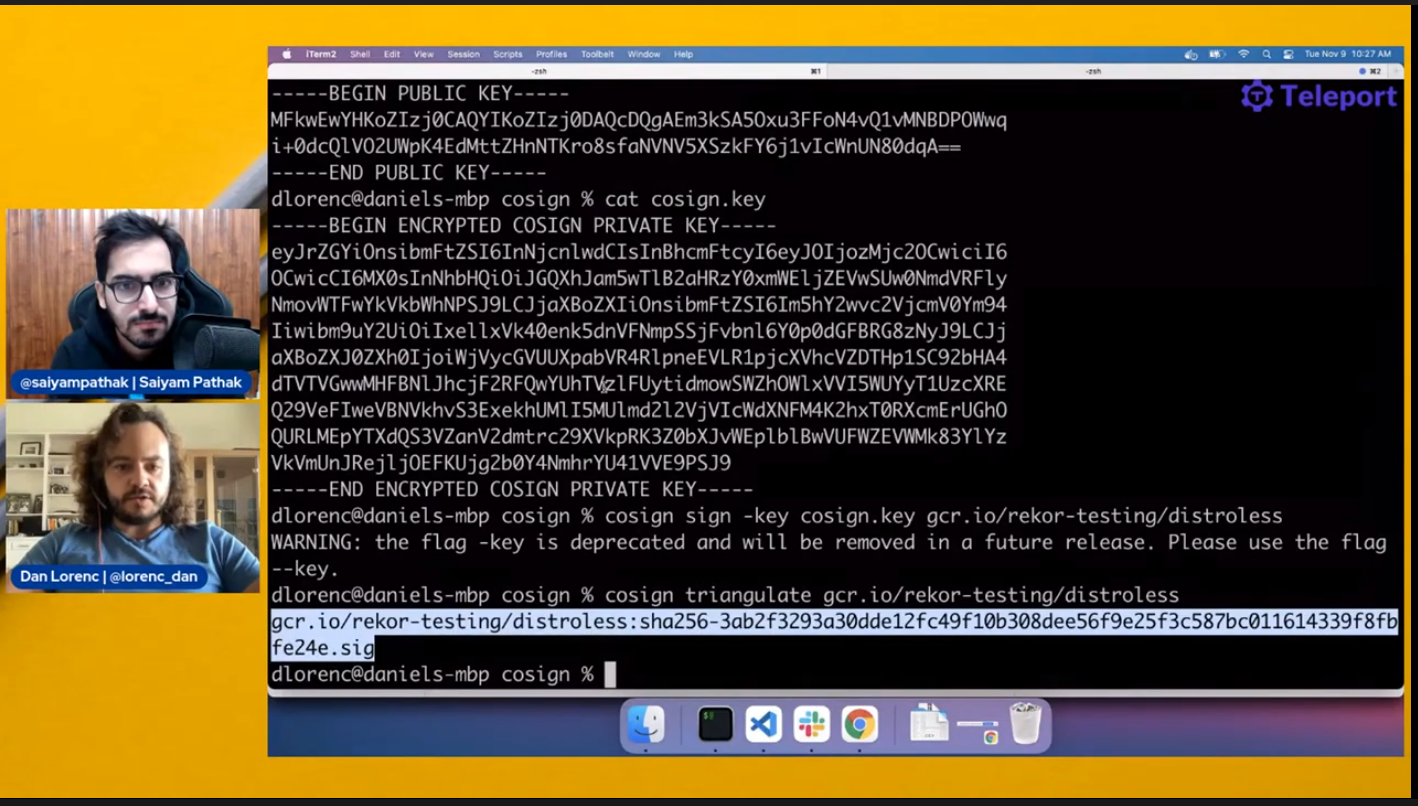 iTerm2 Shell Edit View Session Scripts Profiles Toolbelt Window Help Tue Nov 9 10:27 AM
-zsh ⌘1 -zsh ⌘2
Teleport
-----BEGIN PUBLIC KEY-----
MFkwEwYHKoZIzj0CAQYIKoZIzj0DAQcDQgAEm3kSA5Oxu3FFoN4vQ1vMNBDPOWwq
i+0dcQlVO2UWpK4EdMttZHnNTKro8sfaNVNV5XSzkFY6j1vIcWnUN80dqA==
-----END PUBLIC KEY-----
dlorenc@daniels-mbp cosign % cat cosign.key
-----BEGIN ENCRYPTED COSIGN PRIVATE KEY-----
eyJrZGYiOnsibmFtZSI6InNjcnlwdCIsInBhcmFtcyI6eyJOIjozMjc2OCwiciI6
OCwicCI6MX0sInNhbHQiOiJGQXhJam5wTlB2aHRzY0xmWEljZEVwSUw0NmdVRFly
NmovWTFwYkVkbWhNPSJ9LCJjaXBoZXIiOnsibmFtZSI6Im5hY2wvc2VjcmV0Ym94
Iiwibm9uY2UiOiIxellxVk40enk5dnVFNmpSSjFvbnl6Y0p0dGFBRG8zNyJ9LCJj
aXBoZXJ0ZXh0IjoiWjVycGVUUXpabVR4RlpneEVLR1pjcXVhcVZDTHp1SC92bHA4
dTVTVGwwMHFBNlJhcjF2RFQwYUhTVzlFUytidmowSWZhOWlxVVI5WUYyT1UzcXRE
Q29VeFIweVBNVkhvS3ExekhUMlI5MUlmd2l2VjVIcWdXNFM4K2hxT0RXcmErUGhO
QURLMEpYTXdQS3VZanV2dmtrc29XVkpRK3Z0bXJvWEplblBwVUFWZEVWMk83YlYz
VkVmUnJRejljOEFKUjg2b0Y4NmhrYU41VVE9PSJ9
-----END ENCRYPTED COSIGN PRIVATE KEY-----
dlorenc@daniels-mbp cosign % cosign sign -key cosign.key gcr.io/rekor-testing/distroless
WARNING: the flag -key is deprecated and will be removed in a future release. Please use the flag
--key.
dlorenc@daniels-mbp cosign % cosign triangulate gcr.io/rekor-testing/distroless
gcr.io/rekor-testing/distroless:sha256-3ab2f3293a30dde12fc49f10b308dee56f9e25f3c587bc011614339f8fb
fe24e.sig
dlorenc@daniels-mbp cosign %
@saiyampathak | Saiyam Pathak
Dan Lorenc | @lorenc_dan